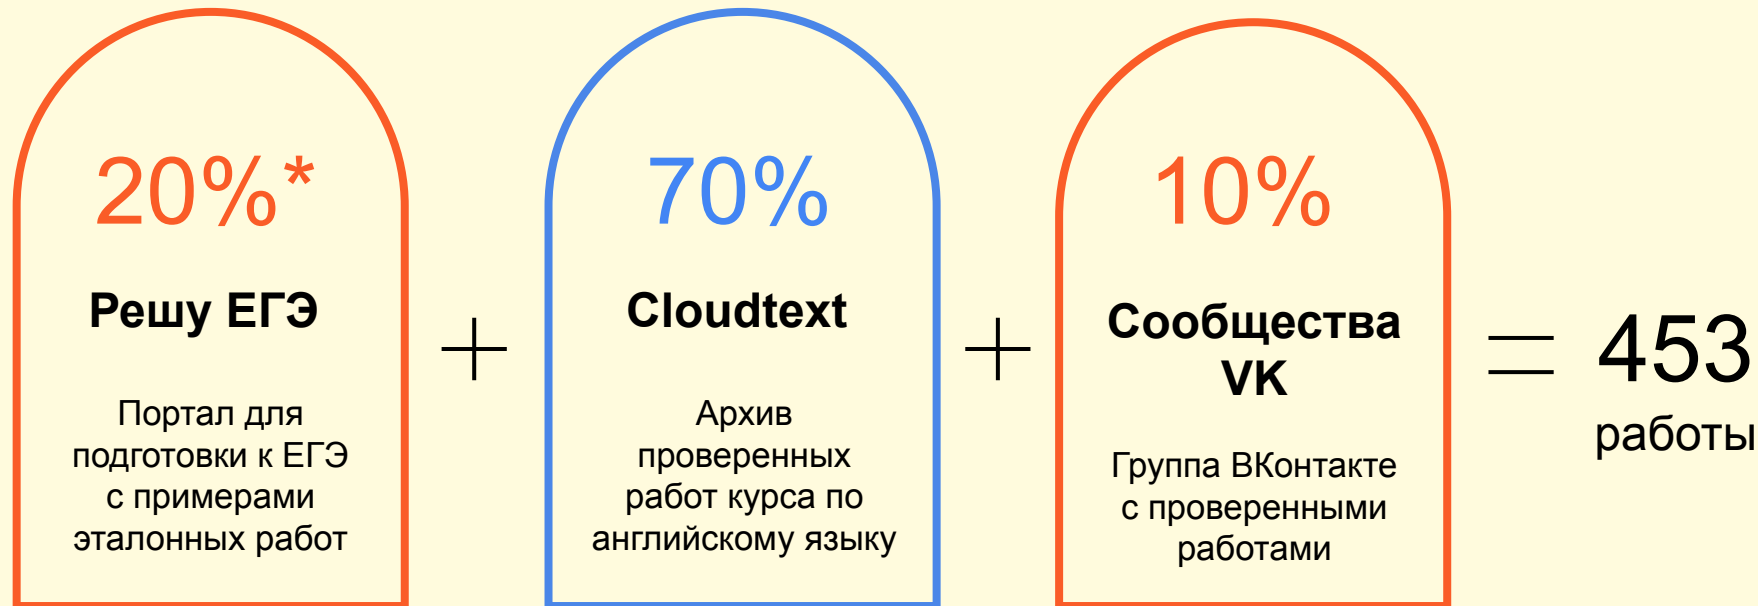 20%*
Решу ЕГЭ
Портал для
подготовки к ЕГЭ
с примерами
эталонных работ
+
70%
Cloudtext
Архив
проверенных
работ курса по
английскому языку
+
10%
Сообщества
VK
Группа ВКонтакте
с проверенными
работами
=
453
работы